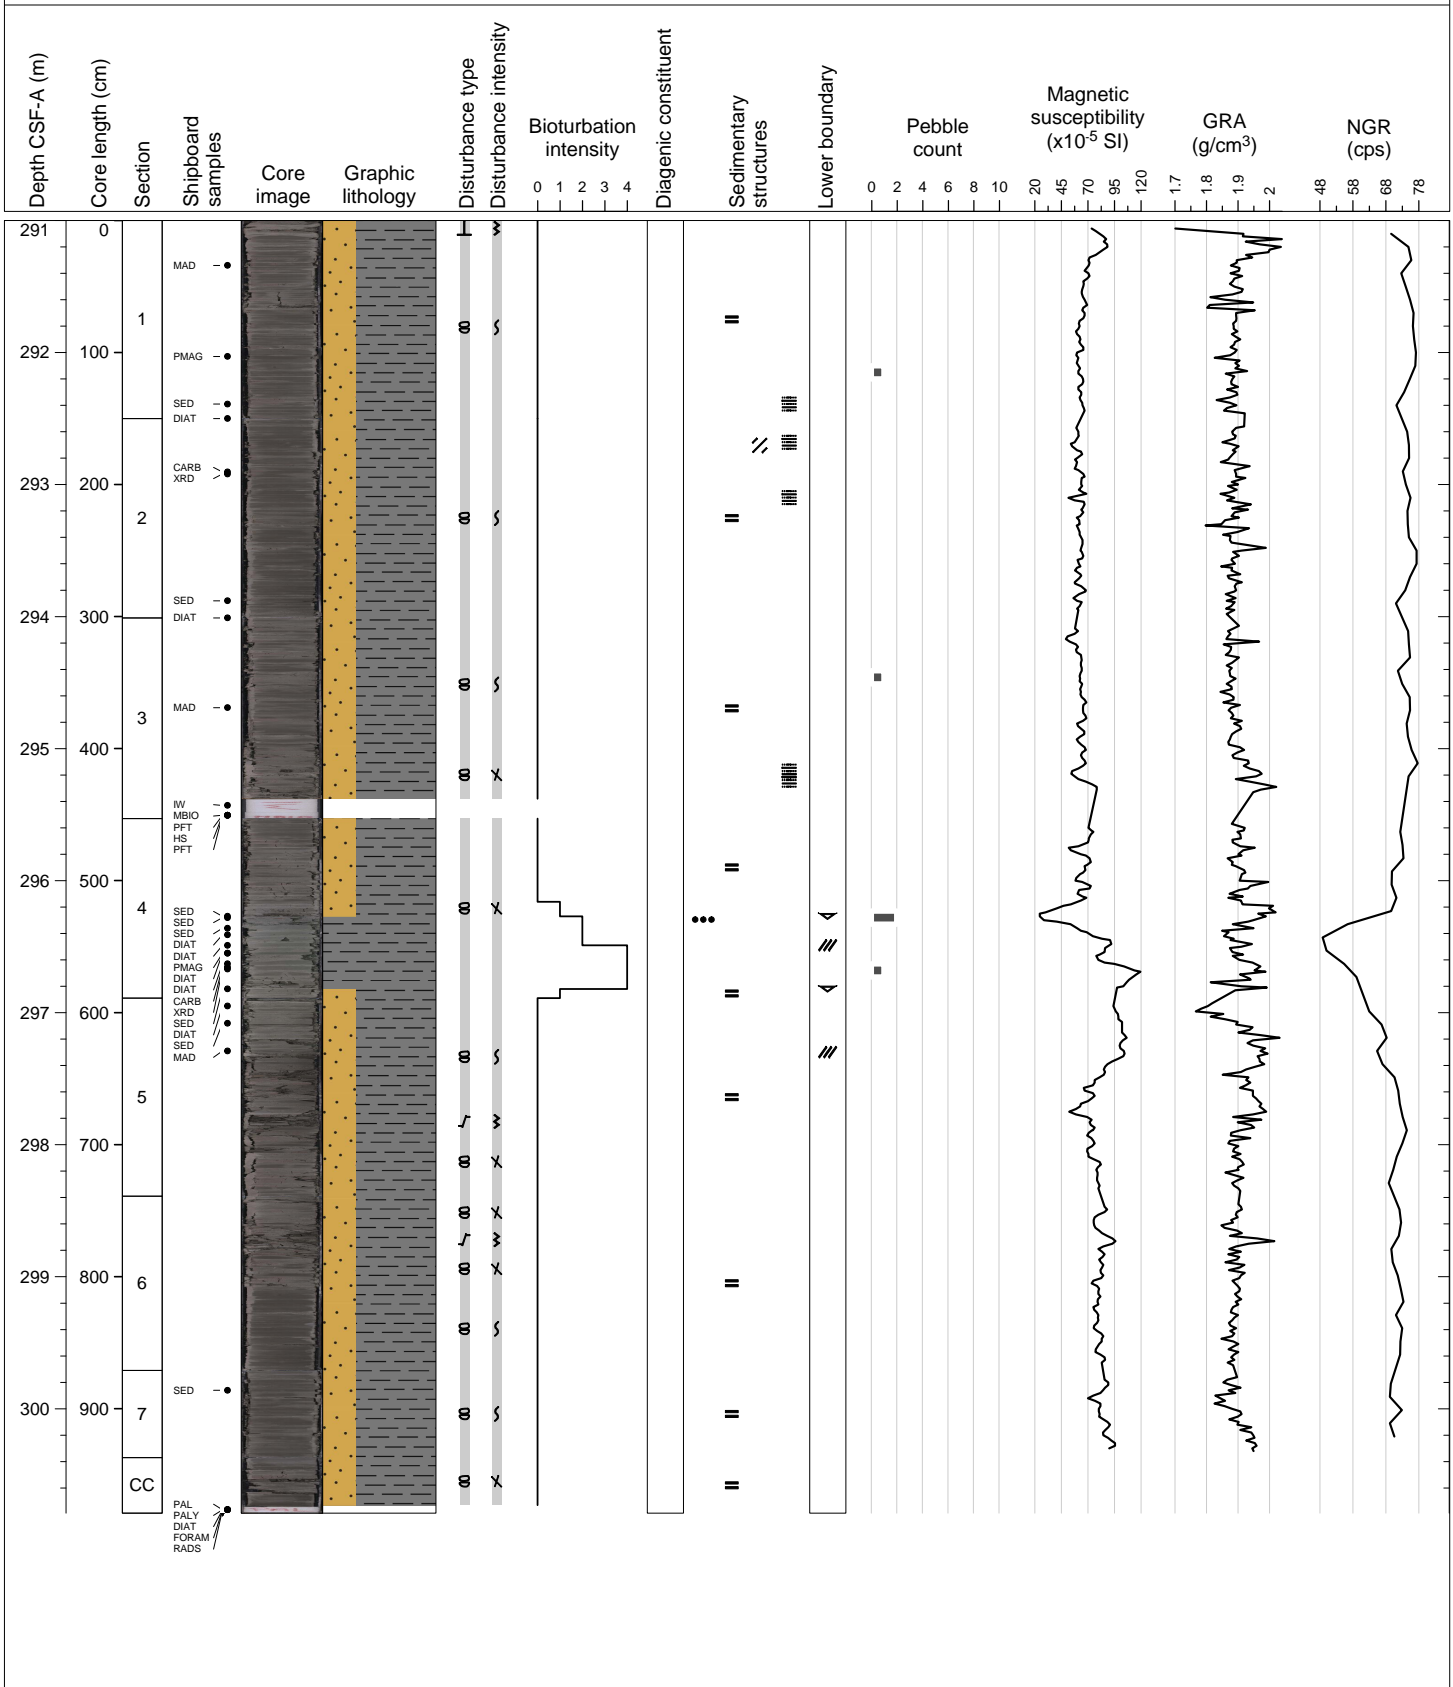 Depth CSF-A (m)
Core length (cm)
Section
Shipboard
samples
Core
image
Graphic
lithology
Disturbance type
Disturbance intensity
Bioturbation
intensity
0 1 2 3 4
Diagenic constituent
Sedimentary
structures
Lower boundary
Pebble
count
0 2 4 6 8 10
Magnetic
susceptibility
(x10-5 SI)
20 45 70 95 120
GRA
(g/cm3)
1.7 1.8 1.9 2
NGR
(cps)
48 58 68 78
291 0
MAD
1
292 100 PMAG
SED
DIAT
CARB
XRD
293 200
2
SED
294 300 DIAT
MAD
3
295 400
IW
MBIO
PFT
HS
PFT
296 500
4
SED
SED
SED
DIAT
DIAT
PMAG
DIAT
DIAT
CARB
XRD
297 600
SED
DIAT
SED
MAD
5
298 700
299 800 6
SED
300 900 7
CC
PAL
PALY
DIAT
FORAM
RADS